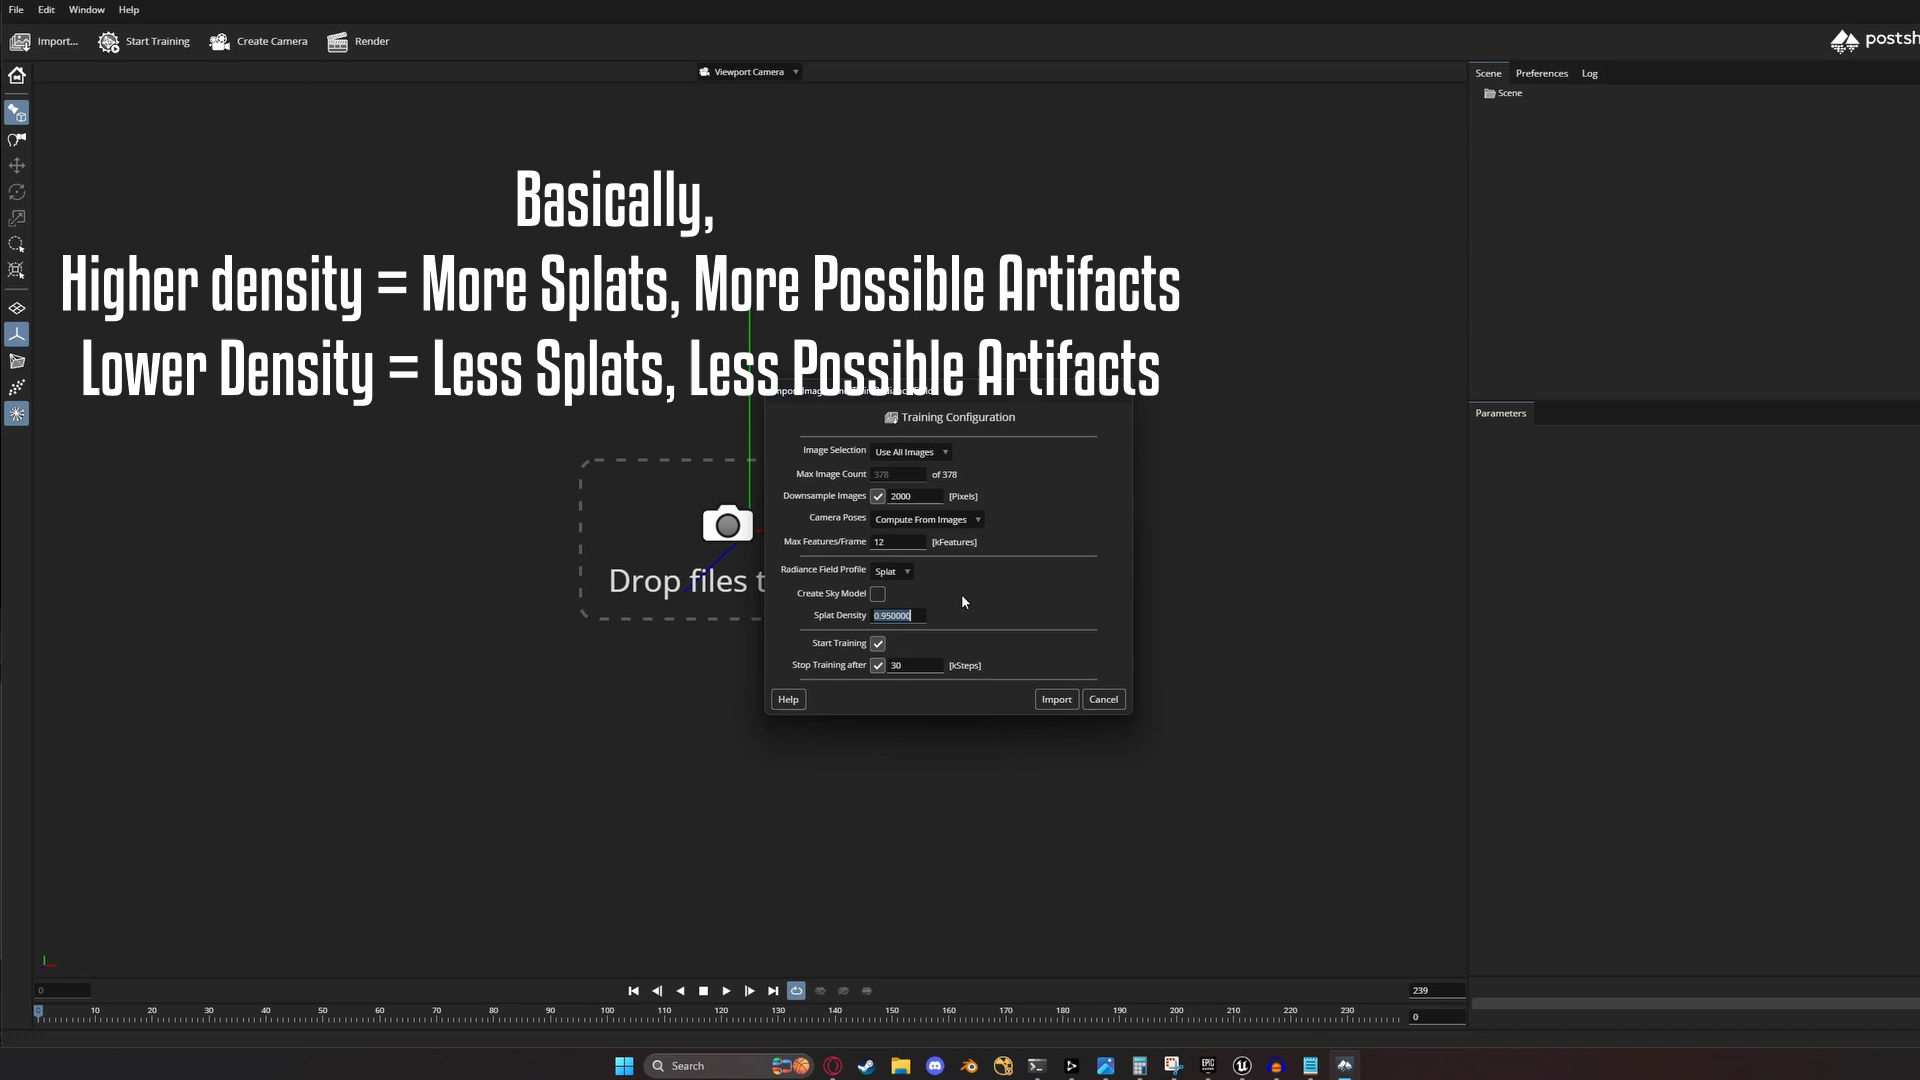 File Edit Window Help
Import... Start Training Create Camera Render
postsh
Viewport Camera
Scene Preferences Log
Scene
Basically,
Higher density = More Splats, More Possible Artifacts
Lower Density = Less Splats, Less Possible Artifacts
Training Configuration
Parameters
Image Selection Use All Images
Max Image Count 378 of 378
Downsample Images 2000 [Pixels]
Camera Poses Compute From Images
Max Features/Frame 12 [kFeatures]
Radiance Field Profile Splat
Drop files t
Create Sky Model
Splat Density 0.950000
Start Training
Stop Training after 30 [kSteps]
Help Import Cancel
0 239
0 10 20 30 40 50 60 70 80 90 100 110 120 130 140 150 160 170 180 190 200 210 220 230 0
Search
EPIC